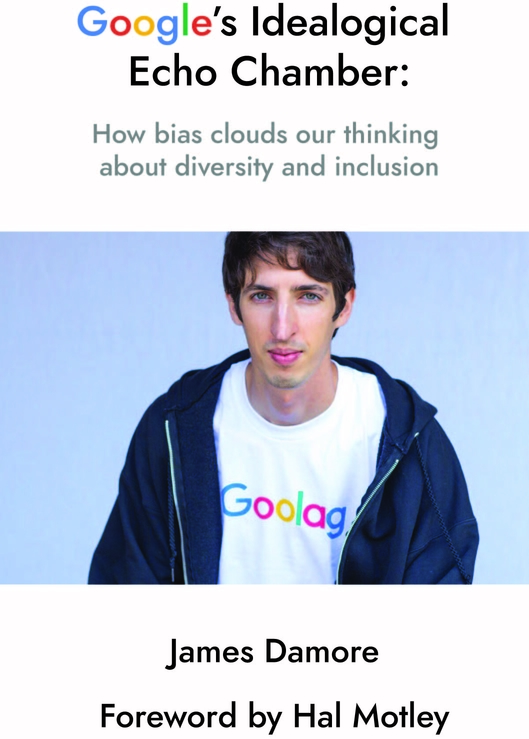 Google's Idealogical
Echo Chamber:
How bias clouds our thinking
about diversity and inclusion
Goolag
James Damore
Foreword by Hal Motley